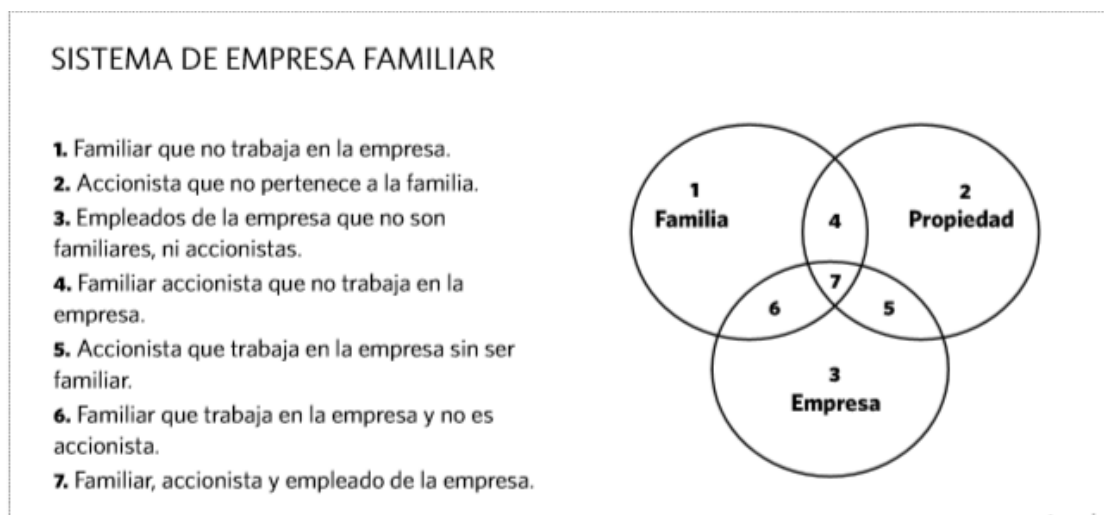 SISTEMA DE EMPRESA FAMILIAR
1. Familiar que no trabaja en la empresa.
2. Accionista que no pertenece a la familia.
3. Empleados de la empresa que no son
familiares, ni accionistas.
4. Familiar accionista que no trabaja en la
empresa.
5. Accionista que trabaja en la empresa sin ser
familiar.
6. Familiar que trabaja en la empresa y no es
accionista.
7. Familiar, accionista y empleado de la empresa.
1
Familia
4
2
Propiedad
7
6
5
3
Empresa